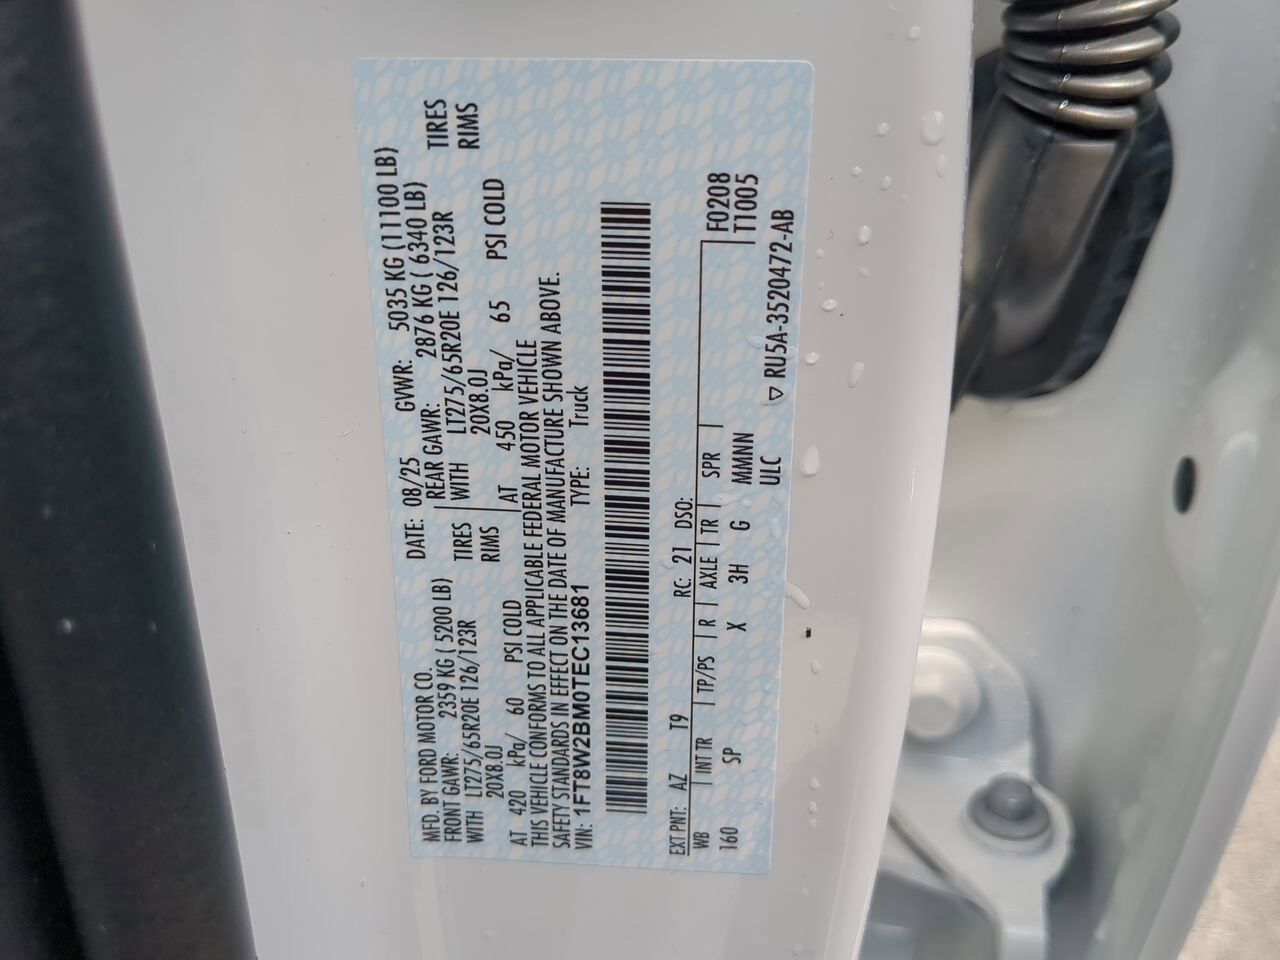 MFD. BY FORD MOTOR CO.
DATE: 08/25 GVWR: 5035 KG (11100 LB)
FRONT GAWR: 2359 KG ( 5200 LB)
REAR GAWR: 2876 KG ( 6340 LB)
WITH LT275/65R20E 126/123R TIRES
WITH LT275/65R20E 126/123R TIRES
20X8.0J RIMS
20X8.0J RIMS
AT 420 kPa/ 60 PSI COLD
AT 450 kPa/ 65 PSI COLD
THIS VEHICLE CONFORMS TO ALL APPLICABLE FEDERAL MOTOR VEHICLE
SAFETY STANDARDS IN EFFECT ON THE DATE OF MANUFACTURE SHOWN ABOVE.
VIN: 1FT8W2BM0TEC13681 TYPE: Truck
EXT PNT: AZ T9 RC: 21 DSO:
WB | INT TR | TP/PS | R | AXLE | TR | SPR | F0208
160 SP X 3H G MMNN T1005
ULC
▽ RU5A-3520472-AB